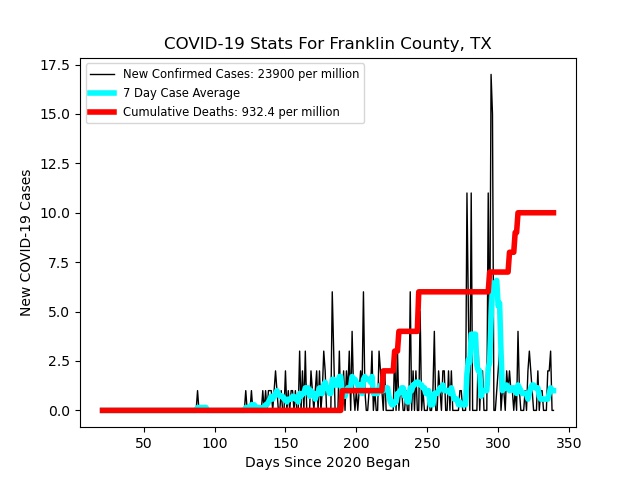 COVID-19 Stats For Franklin County, TX
New Confirmed Cases: 23900 per million
7 Day Case Average
Cumulative Deaths: 932.4 per million
New COVID-19 Cases
17.5
15.0
12.5
10.0
7.5
5.0
2.5
0.0
50 100 150 200 250 300 350
Days Since 2020 Began